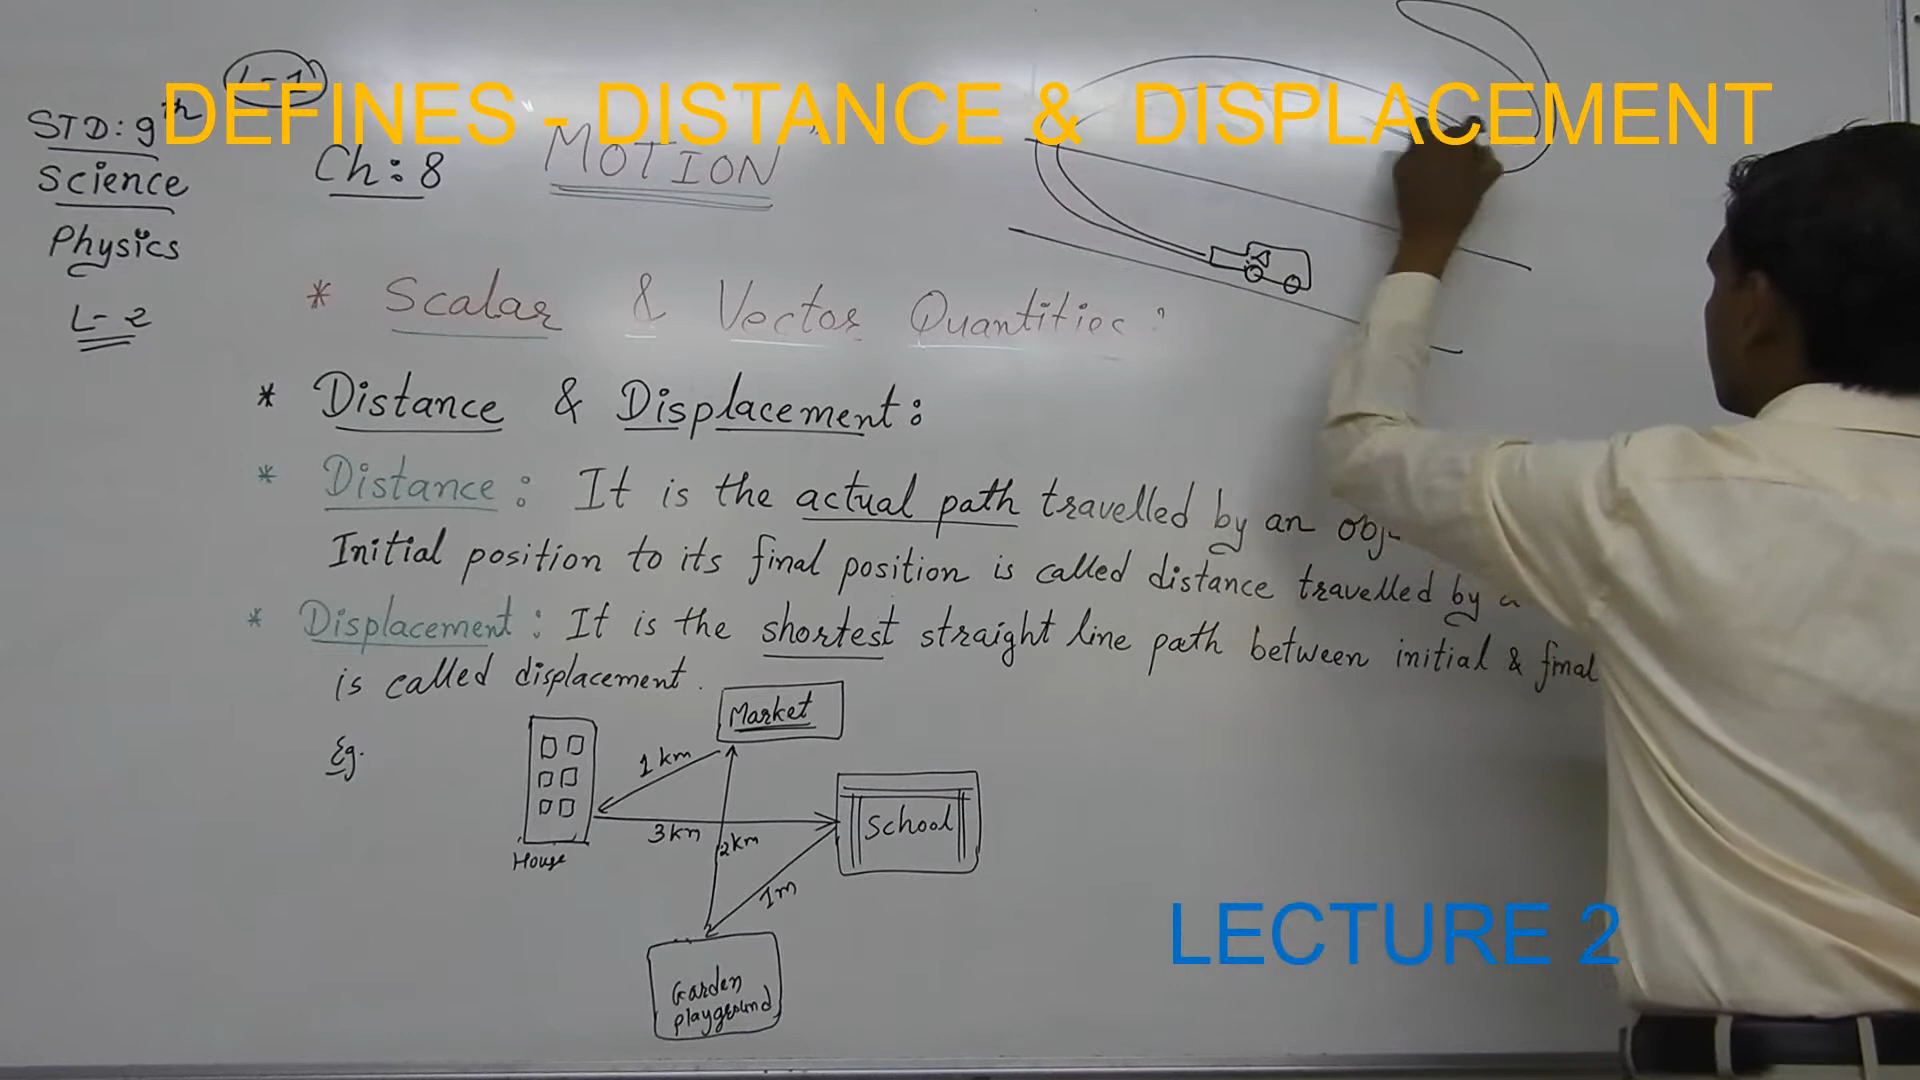 DEFINES - DISTANCE & DISPLACEMENT
L-1
STD: 9th
Science
Physics
L-2
Ch: 8 "MOTION"
* Scalar & Vector Quantities:
* Distance & Displacement:
* Distance: It is the actual path travelled by an
Initial position to its final position is called distance travelled by
* Displacement: It is the shortest straight line path between initial & final
is called displacement.
Eg.
Market
1 km
School
3 km
2 km
House
1m
Garden
playground
LECTURE 2